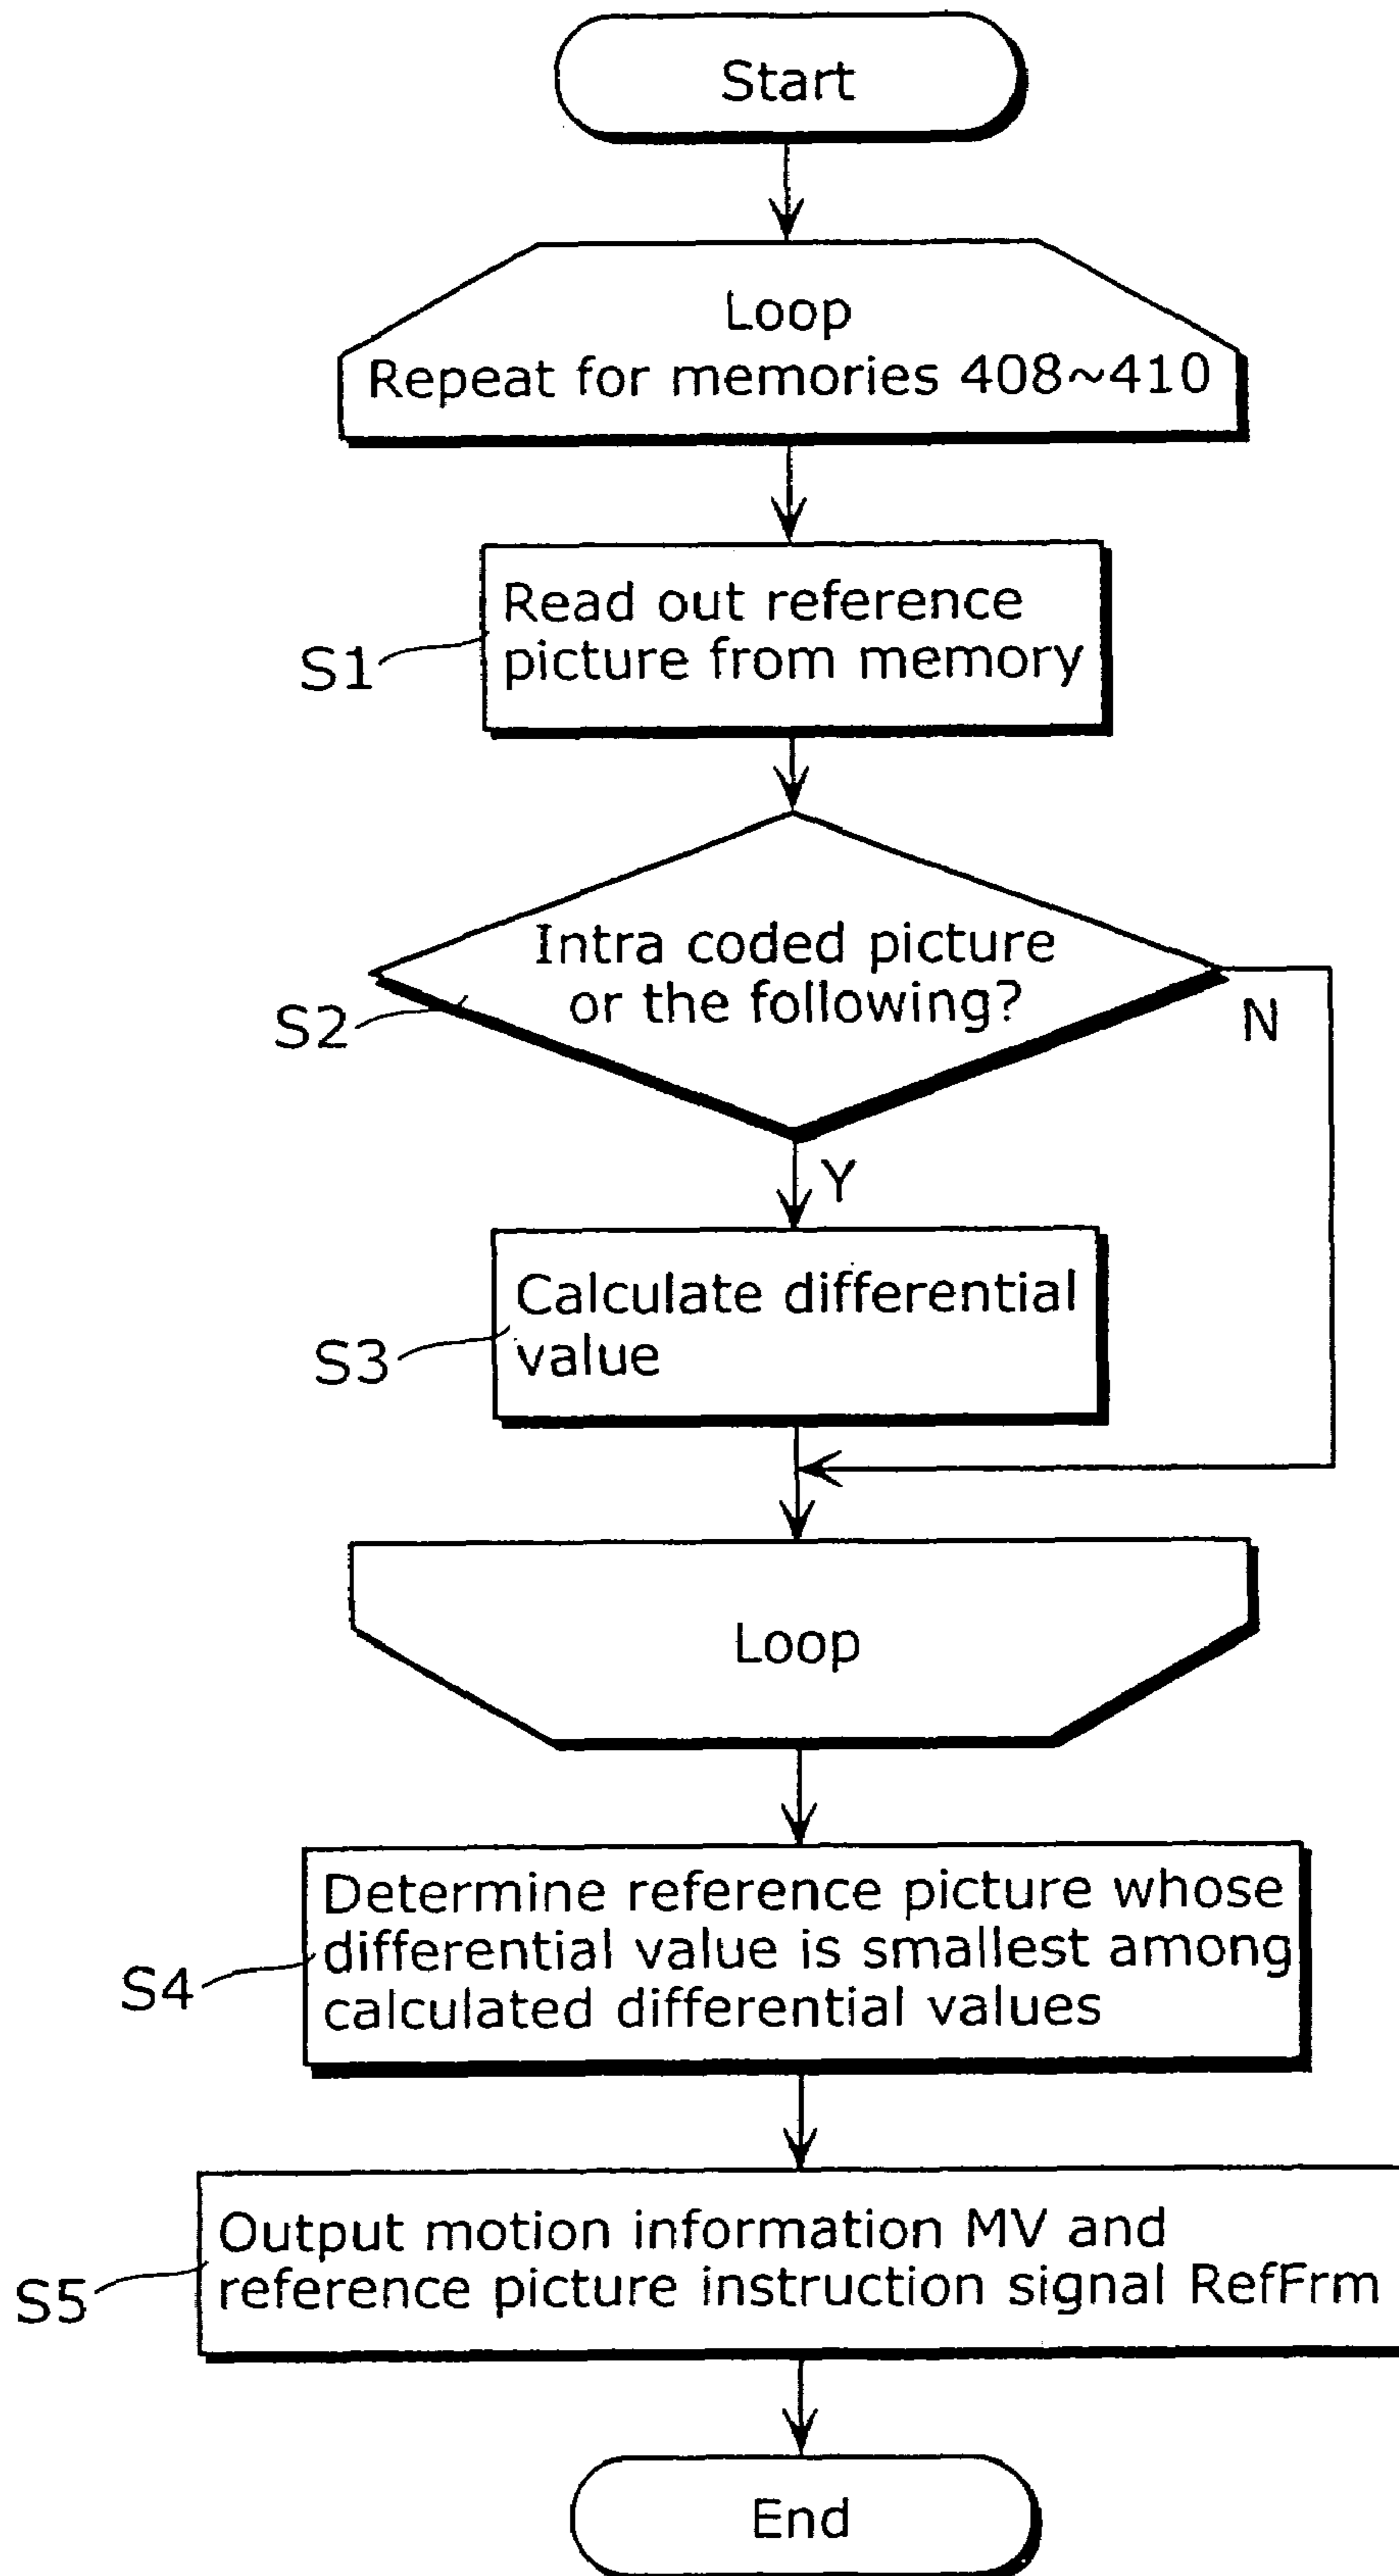 Start
Loop
Repeat for memories 408~410
Read out reference
picture from memory
S1
Intra coded picture
or the following?
S2
N
Y
Calculate differential
value
S3
Loop
Determine reference picture whose
differential value is smallest among
calculated differential values
S4
Output motion information MV and
reference picture instruction signal RefFrm
S5
End